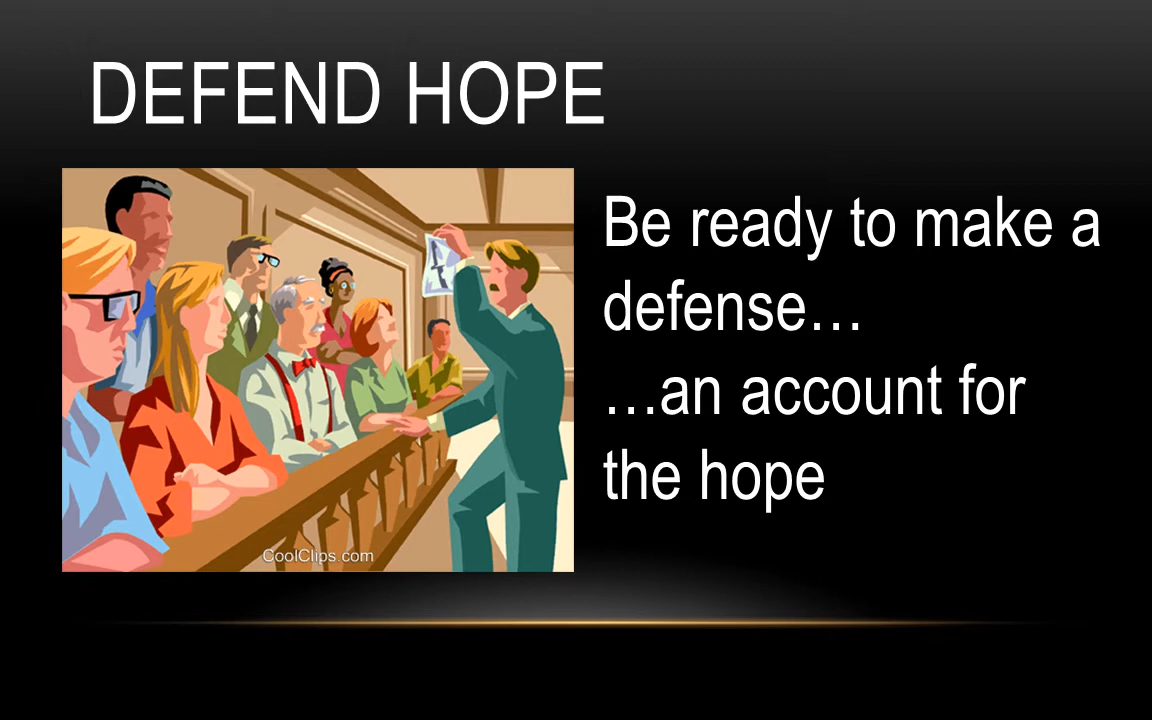 DEFEND HOPE
Be ready to make a
defense…
…an account for
the hope
CoolClips.com